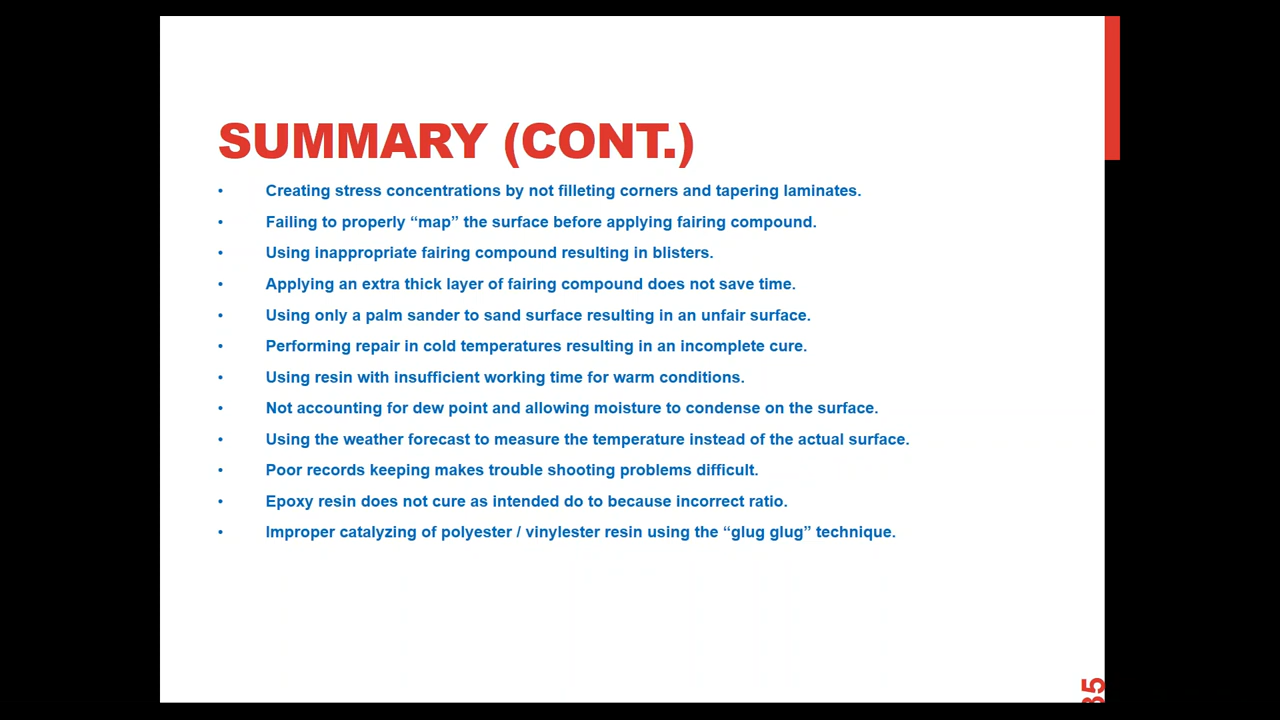 SUMMARY (CONT.)
• Creating stress concentrations by not filleting corners and tapering laminates.
• Failing to properly “map” the surface before applying fairing compound.
• Using inappropriate fairing compound resulting in blisters.
• Applying an extra thick layer of fairing compound does not save time.
• Using only a palm sander to sand surface resulting in an unfair surface.
• Performing repair in cold temperatures resulting in an incomplete cure.
• Using resin with insufficient working time for warm conditions.
• Not accounting for dew point and allowing moisture to condense on the surface.
• Using the weather forecast to measure the temperature instead of the actual surface.
• Poor records keeping makes trouble shooting problems difficult.
• Epoxy resin does not cure as intended do to because incorrect ratio.
• Improper catalyzing of polyester / vinylester resin using the “glug glug” technique.